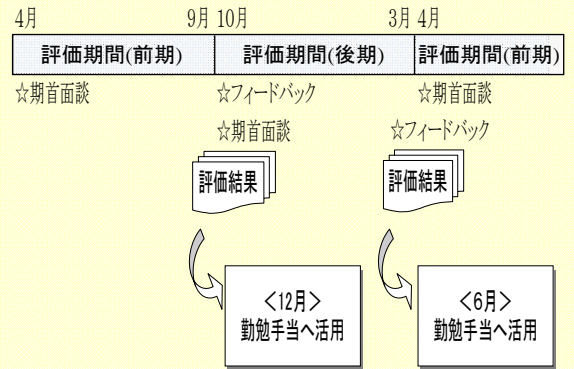 4月 9月 10月 3月 4月
評価期間(前期) 評価期間(後期) 評価期間(前期)
☆期首面談 ☆フィードバック ☆期首面談
☆期首面談 ☆フィードバック
評価結果 評価結果
<12月> <6月>
勤勉手当へ活用 勤勉手当へ活用